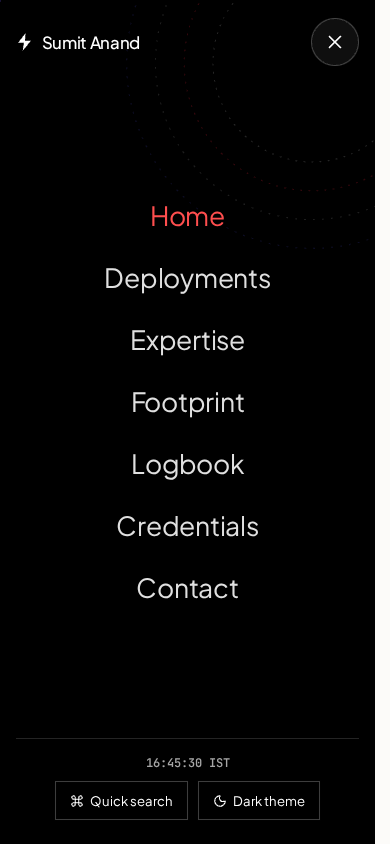 Sumit Anand
Home
Deployments
Expertise
Footprint
Logbook
Credentials
Contact
16:45:30 IST
⌘ Quick search
Dark theme